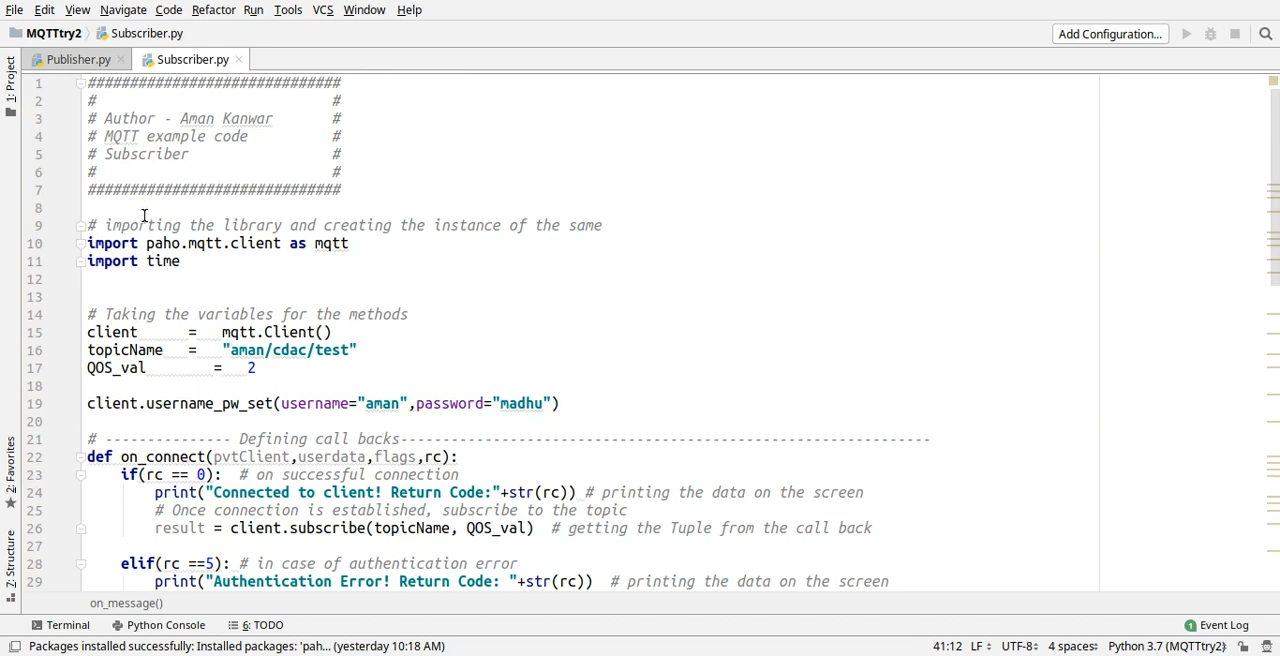 File Edit View Navigate Code Refactor Run Tools VCS Window Help
MQTTtry2 Subscriber.py Add Configuration...
Publisher.py Subscriber.py
1: Project
2: Favorites
7: Structure
1 ##############################
2 # #
3 # Author - Aman Kanwar #
4 # MQTT example code #
5 # Subscriber #
6 # #
7 ##############################
8
9 # importing the library and creating the instance of the same
10 import paho.mqtt.client as mqtt
11 import time
12
13
14 # Taking the variables for the methods
15 client = mqtt.Client()
16 topicName = "aman/cdac/test"
17 QOS_val = 2
18
19 client.username_pw_set(username="aman",password="madhu")
20
21 # --------------- Defining call backs---------------------------------------------------------------
22 def on_connect(pvtClient,userdata,flags,rc):
23 if(rc == 0): # on successful connection
24 print("Connected to client! Return Code:"+str(rc)) # printing the data on the screen
25 # Once connection is established, subscribe to the topic
26 result = client.subscribe(topicName, QOS_val) # getting the Tuple from the call back
27
28 elif(rc ==5): # in case of authentication error
29 print("Authentication Error! Return Code: "+str(rc)) # printing the data on the screen
on_message()
Terminal Python Console 6: TODO 1 Event Log
Packages installed successfully: Installed packages: 'pah... (yesterday 10:18 AM) 41:12 LF UTF-8 4 spaces Python 3.7 (MQTTtry2)